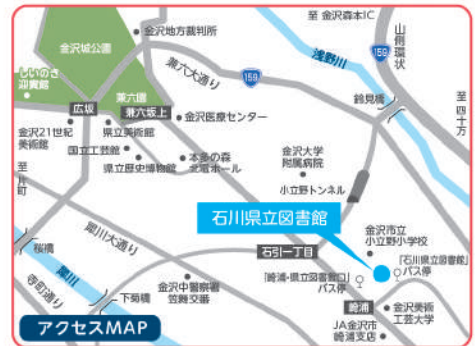 至 金沢森本IC
山側環状
159
浅野川
金沢地方裁判所
金沢城公園
兼六大通り
159
しいのき
迎賓館
兼六園
広坂
兼六坂上
金沢医療センター
鈴見橋
至 四十万
金沢21世紀
美術館
県立美術館
国立工芸館
県立歴史博物館
本多の森
北電ホール
金沢大学
附属病院
小立野トンネル
至 片町
石川県立図書館
犀川大通り
石引一丁目
金沢市立
小立野小学校
「石川県立図書館」
バス停
「崎浦・県立図書館口」
バス停
桜橋
犀川
寺町通り
下菊橋
金沢中警察署
笠舞交番
崎浦
金沢美術
工芸大学
JA金沢市
崎浦支店
アクセスMAP